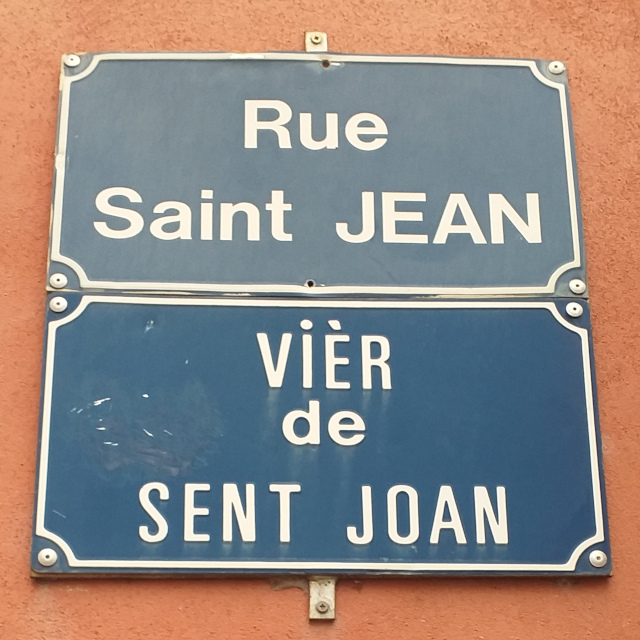 Rue
Saint JEAN
VièR
de
SENT JOAN